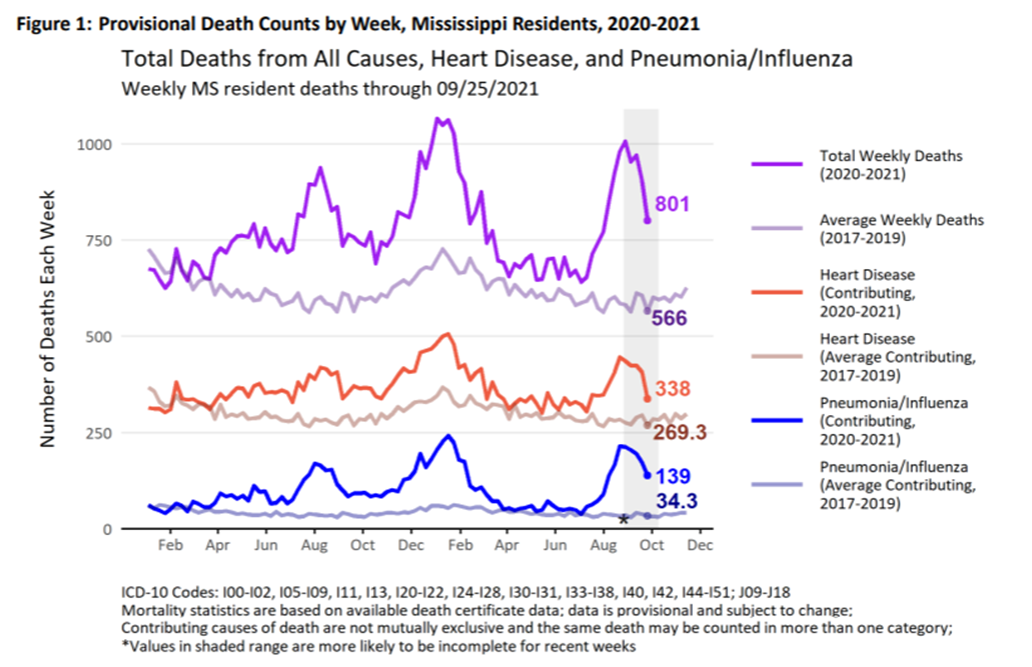 Figure 1: Provisional Death Counts by Week, Mississippi Residents, 2020-2021
Total Deaths from All Causes, Heart Disease, and Pneumonia/Influenza
Weekly MS resident deaths through 09/25/2021
Number of Deaths Each Week
1000
750
500
250
0
801
566
338
269.3
139
34.3
*
Feb Apr Jun Aug Oct Dec Feb Apr Jun Aug Oct Dec
Total Weekly Deaths
(2020-2021)
Average Weekly Deaths
(2017-2019)
Heart Disease
(Contributing,
2020-2021)
Heart Disease
(Average Contributing,
2017-2019)
Pneumonia/Influenza
(Contributing,
2020-2021)
Pneumonia/Influenza
(Average Contributing,
2017-2019)
ICD-10 Codes: I00-I02, I05-I09, I11, I13, I20-I22, I24-I28, I30-I31, I33-I38, I40, I42, I44-I51; J09-J18
Mortality statistics are based on available death certificate data; data is provisional and subject to change;
Contributing causes of death are not mutually exclusive and the same death may be counted in more than one category;
*Values in shaded range are more likely to be incomplete for recent weeks